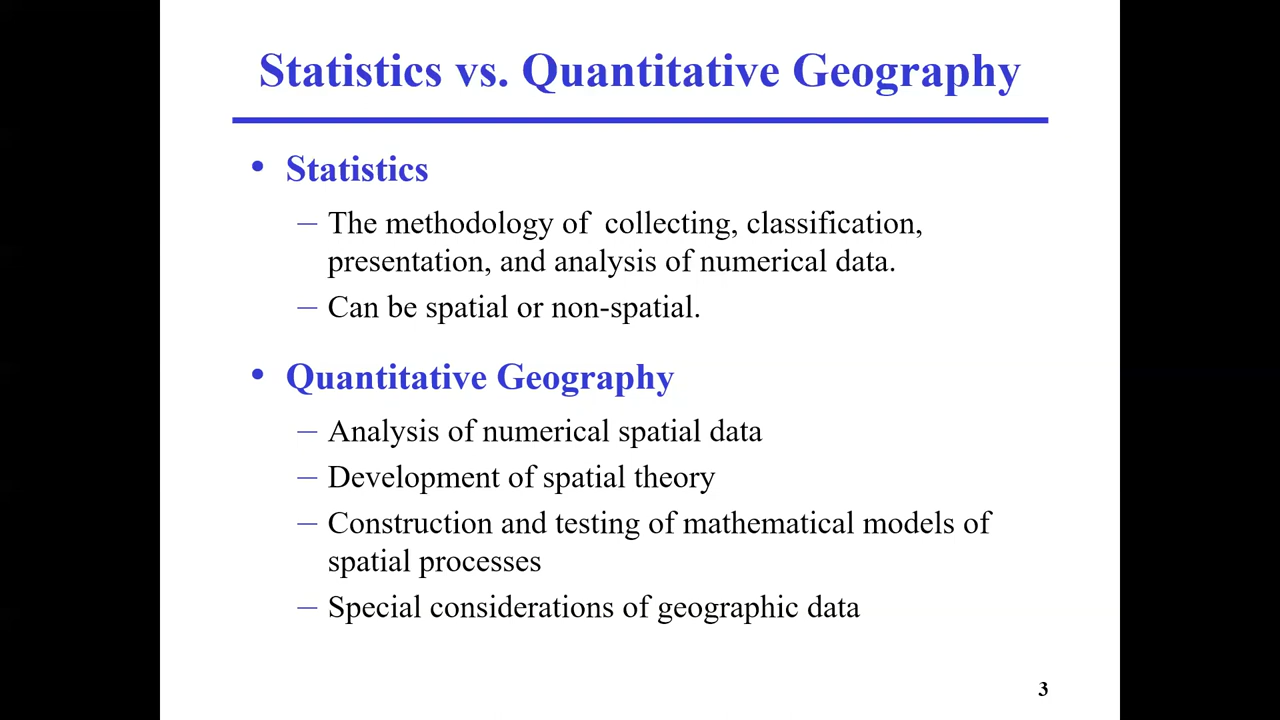 Statistics vs. Quantitative Geography
• Statistics
– The methodology of  collecting, classification,
presentation, and analysis of numerical data.
– Can be spatial or non-spatial.
• Quantitative Geography
– Analysis of numerical spatial data
– Development of spatial theory
– Construction and testing of mathematical models of
spatial processes
– Special considerations of geographic data
3